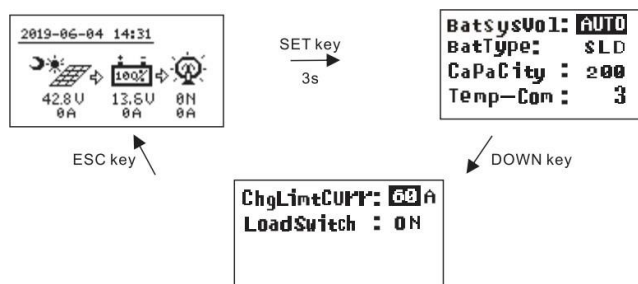 2019-06-04 14:31
100%
42.8V 13.6V ON
0A 0A 0A
SET key
3s
BatSysVol: AUTO
BatType: SLD
CaPaCity : 200
Temp-Com : 3
ESC key
DOWN key
ChgLimtCUrr: 60 A
LoadSwitch : ON